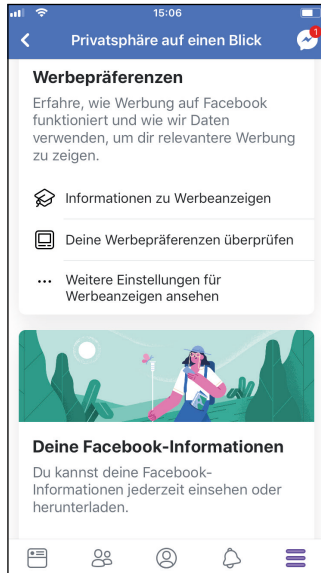 15:06
Privatsphäre auf einen Blick
1
Werbepräferenzen
Erfahre, wie Werbung auf Facebook
funktioniert und wie wir Daten
verwenden, um dir relevantere Werbung
zu zeigen.
Informationen zu Werbeanzeigen
Deine Werbepräferenzen überprüfen
Weitere Einstellungen für
Werbeanzeigen ansehen
Deine Facebook-Informationen
Du kannst deine Facebook-
Informationen jederzeit einsehen oder
herunterladen.